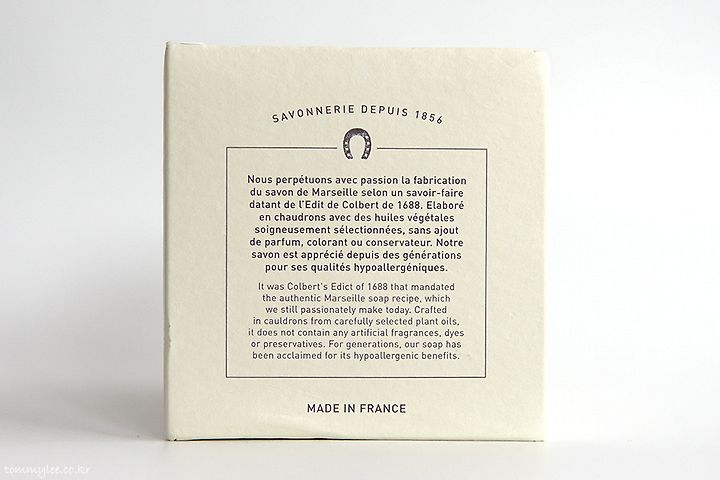 SAVONNERIE DEPUIS 1856
Nous perpétuons avec passion la fabrication
du savon de Marseille selon un savoir-faire
datant de l'Edit de Colbert de 1688. Elaboré
en chaudrons avec des huiles végétales
soigneusement sélectionnées, sans ajout
de parfum, colorant ou conservateur. Notre
savon est apprécié depuis des générations
pour ses qualités hypoallergéniques.
It was Colbert's Edict of 1688 that mandated
the authentic Marseille soap recipe, which
we still passionately make today. Crafted
in cauldrons from carefully selected plant oils,
it does not contain any artificial fragrances, dyes
or preservatives. For generations, our soap has
been acclaimed for its hypoallergenic benefits.
MADE IN FRANCE
tommylee.co.kr